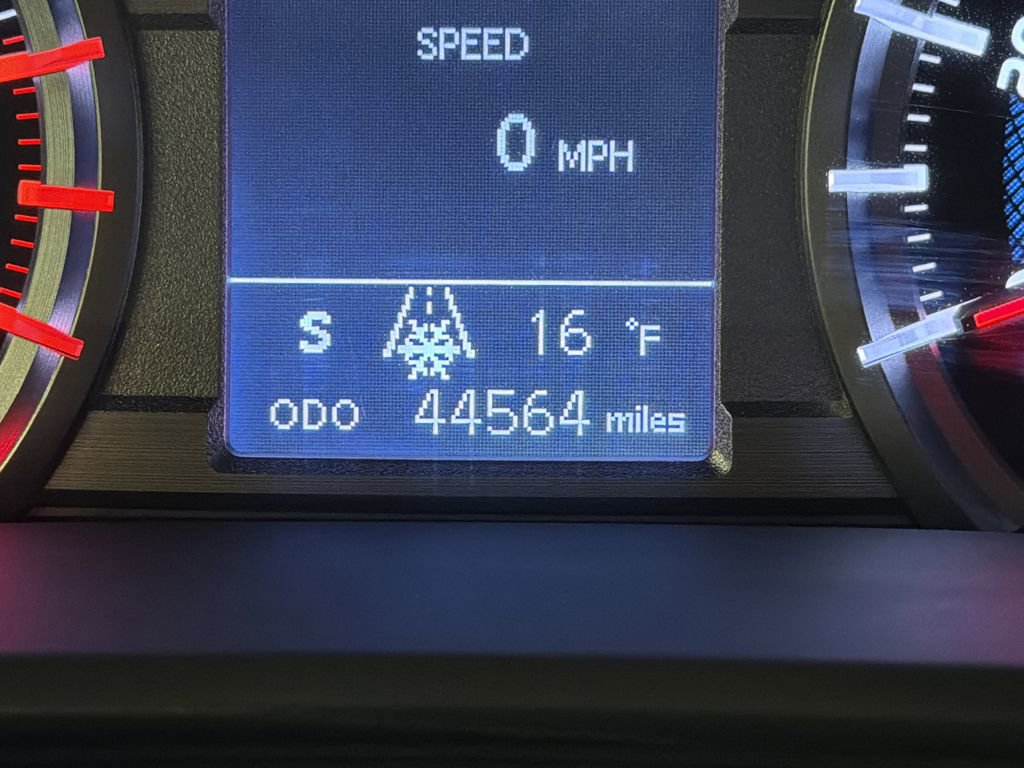 SPEED
0 MPH
S 16 °F
ODO 44564 miles